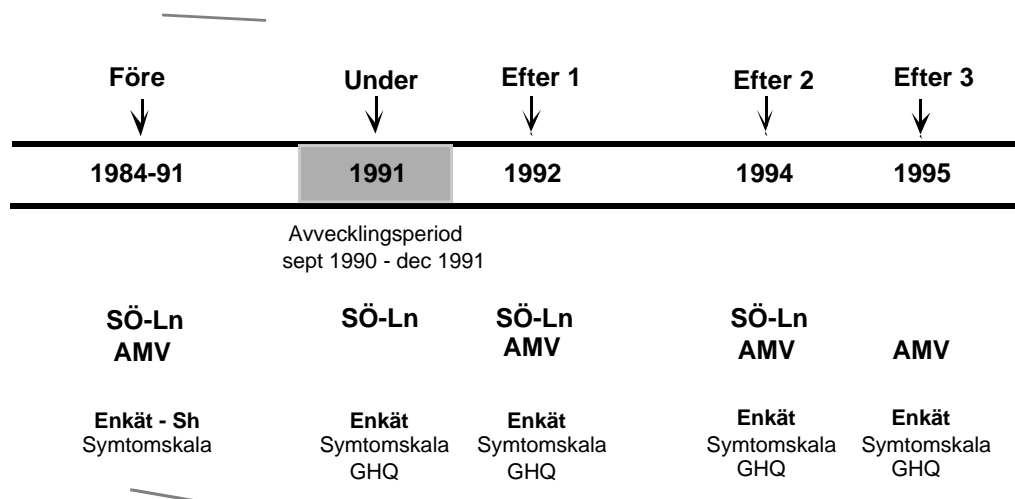 Före Under Efter 1 Efter 2 Efter 3
1984-91 1991 1992 1994 1995
Avvecklingsperiod
sept 1990 - dec 1991
SÖ-Ln SÖ-Ln SÖ-Ln SÖ-Ln
AMV AMV AMV AMV
Enkät - Sh Enkät Enkät Enkät Enkät
Symtomskala Symtomskala Symtomskala Symtomskala Symtomskala
GHQ GHQ GHQ GHQ